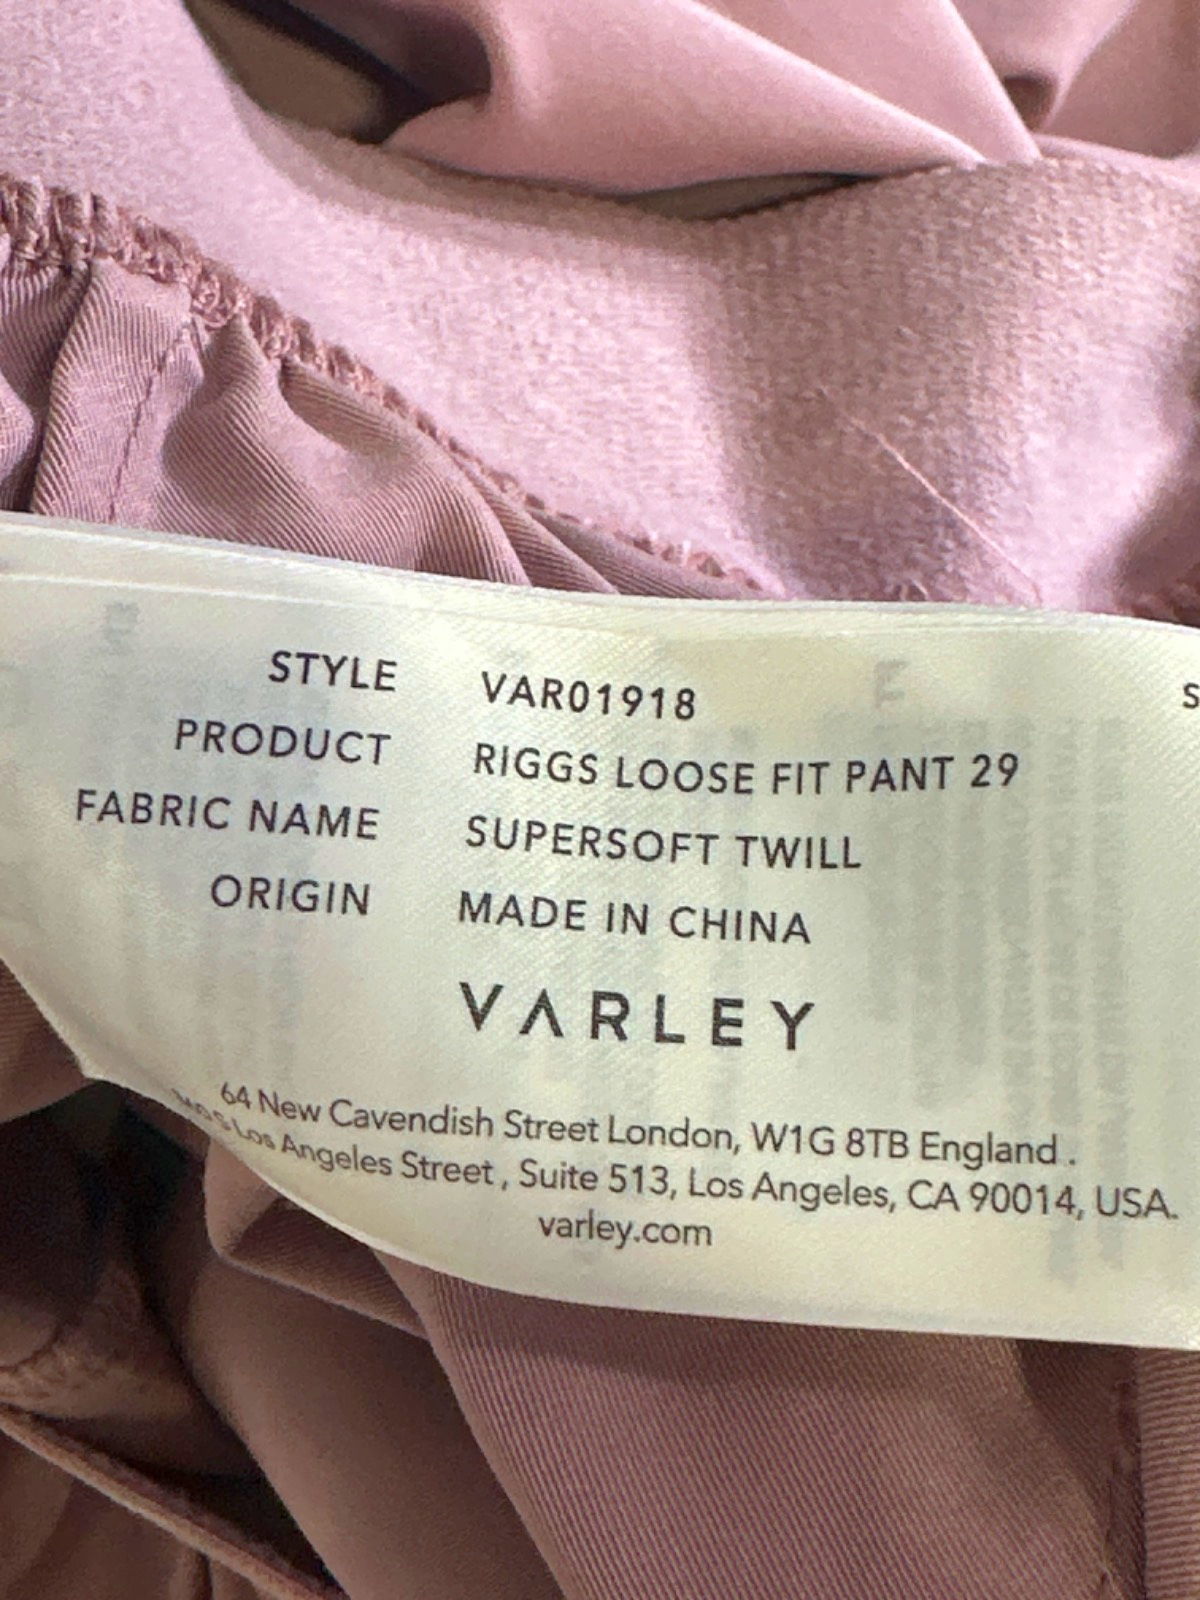 STYLE VAR01918 S
PRODUCT RIGGS LOOSE FIT PANT 29
FABRIC NAME SUPERSOFT TWILL
ORIGIN MADE IN CHINA
VARLEY
64 New Cavendish Street London, W1G 8TB England .
Los Angeles Street , Suite 513, Los Angeles, CA 90014, USA.
varley.com